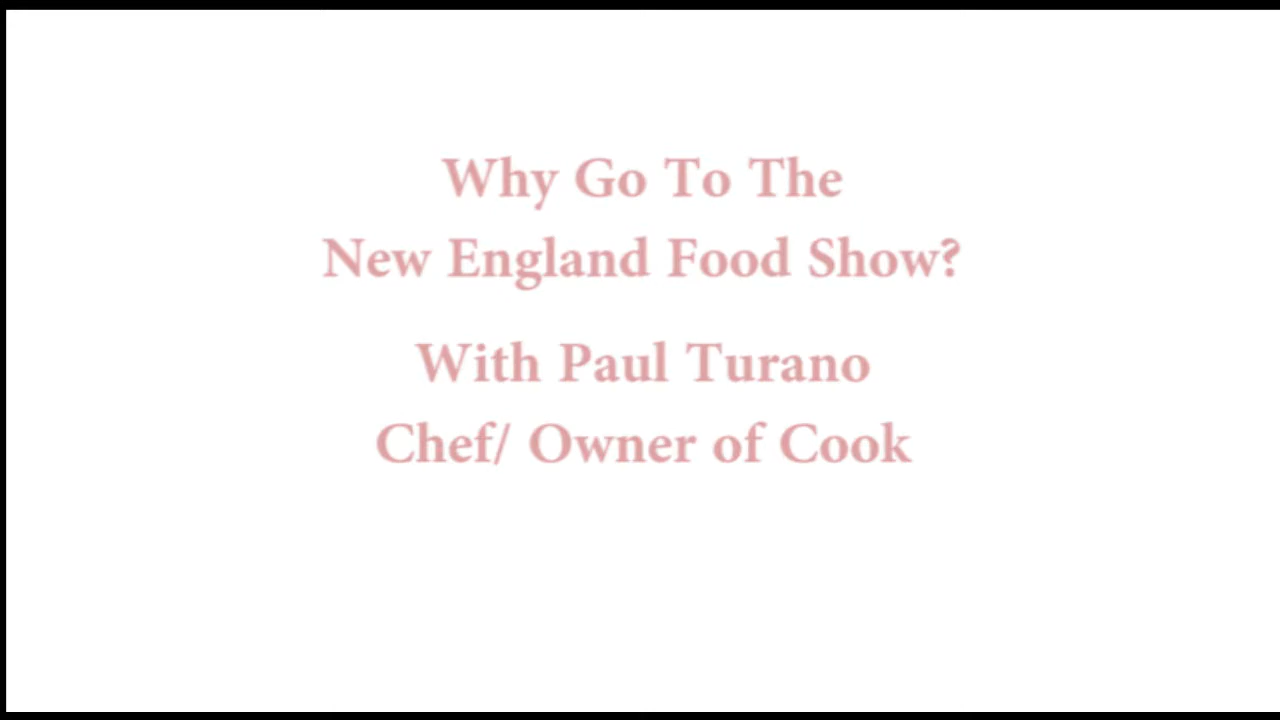 Why Go To The
New England Food Show?
With Paul Turano
Chef/ Owner of Cook